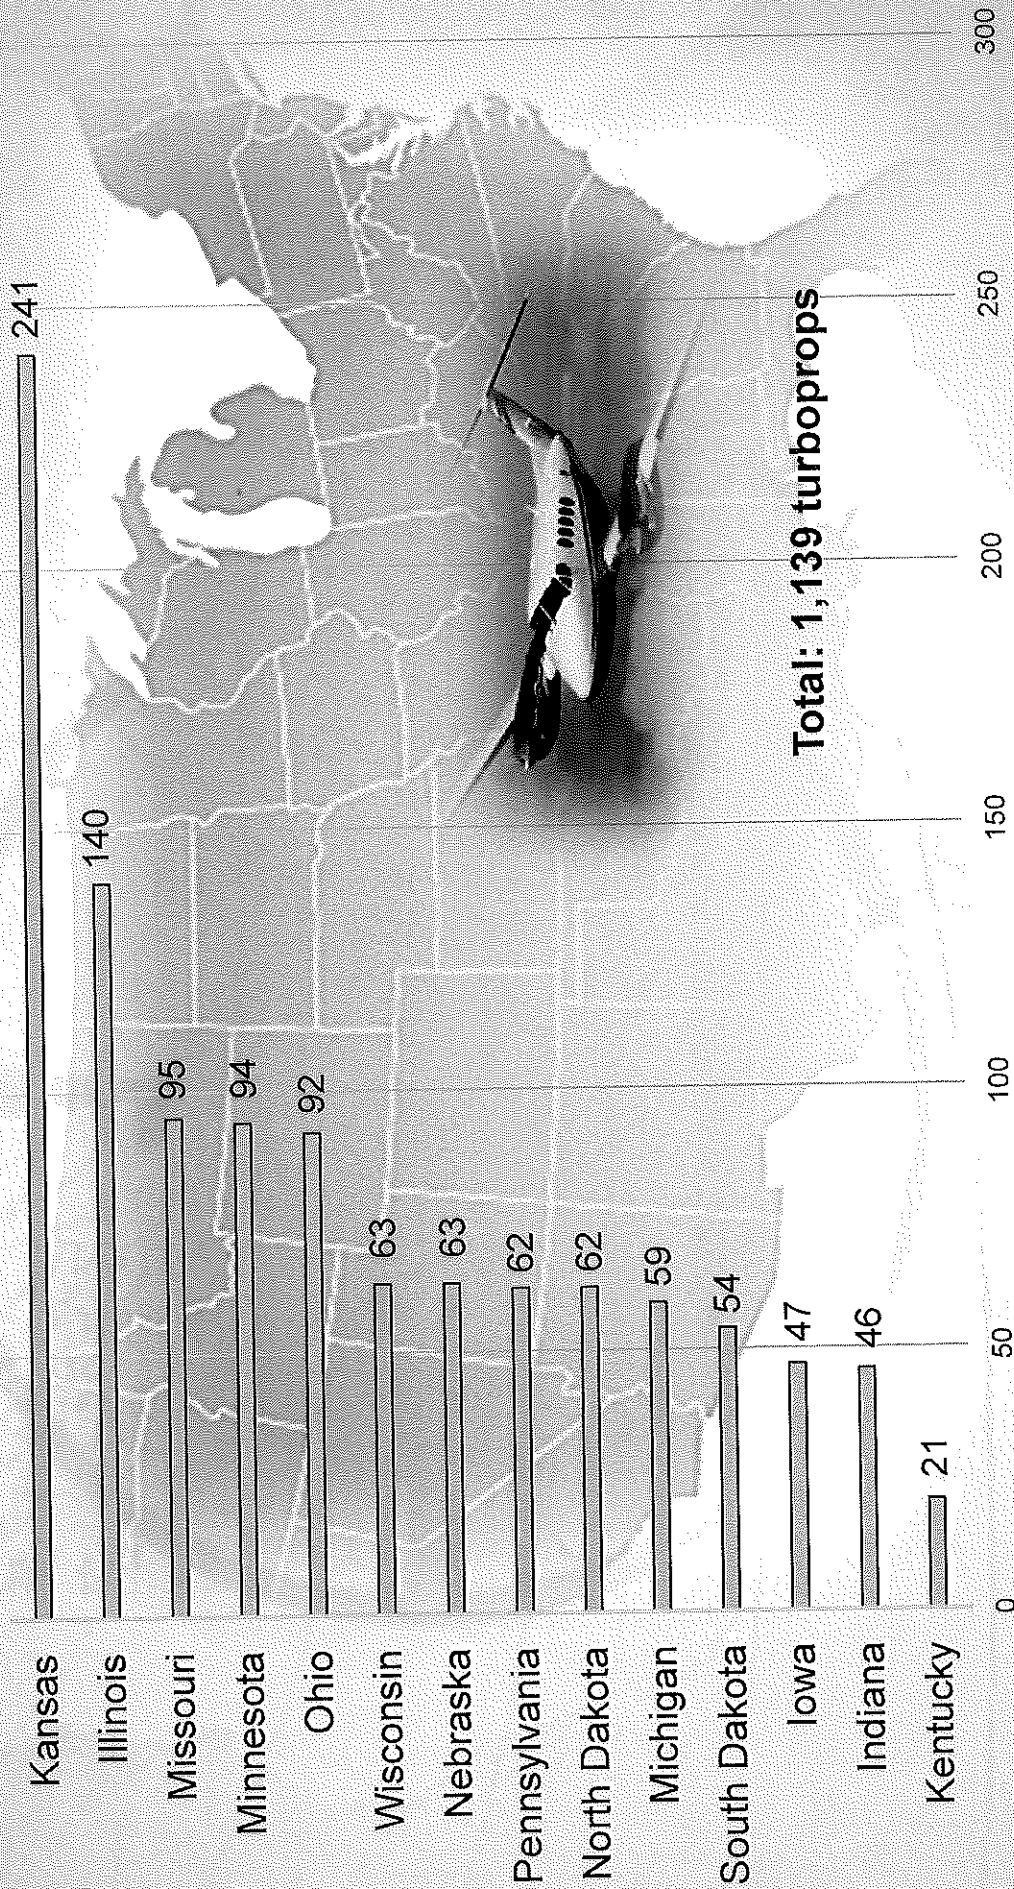 Kansas 241
Illinois 140
Missouri 95
Minnesota 94
Ohio 92
Wisconsin 63
Nebraska 63
Pennsylvania 62
North Dakota 62
Michigan 59
South Dakota 54
Iowa 47
Indiana 46
Kentucky 21
Total: 1,139 turboprops
0 50 100 150 200 250 300